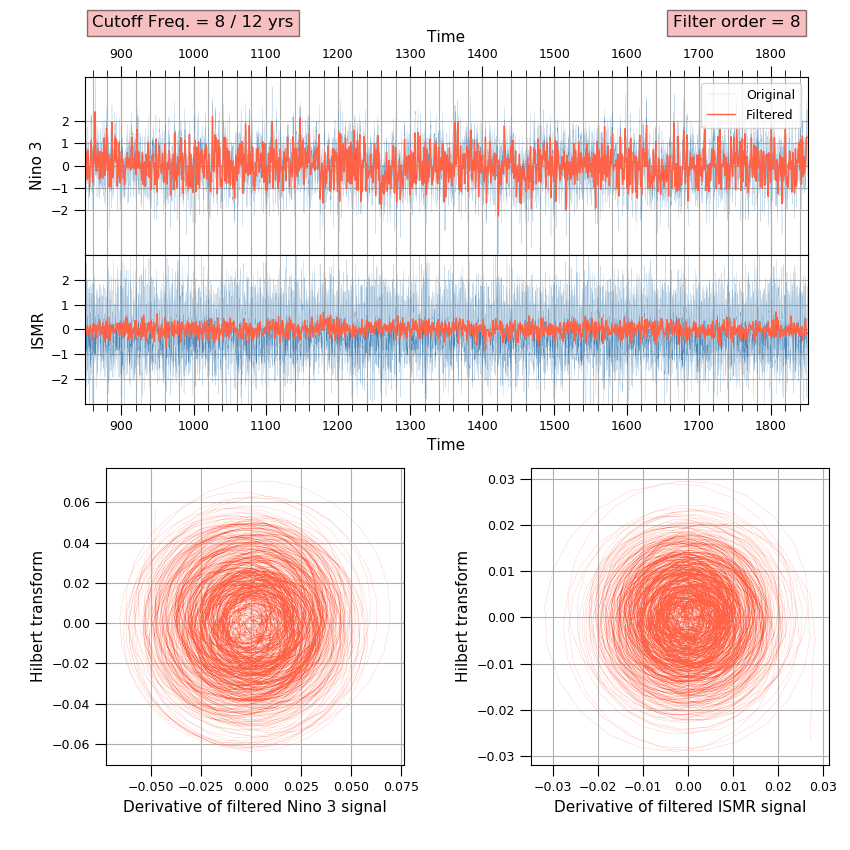 Cutoff Freq. = 8 / 12 yrs
Filter order = 8
Time
900 1000 1100 1200 1300 1400 1500 1600 1700 1800
Original
Filtered
Nino 3
2
1
0
−1
−2
ISMR
2
1
0
−1
−2
900 1000 1100 1200 1300 1400 1500 1600 1700 1800
Time
Hilbert transform
0.06
0.04
0.02
0.00
−0.02
−0.04
−0.06
−0.050 −0.025 0.000 0.025 0.050 0.075
Derivative of filtered Nino 3 signal
Hilbert transform
0.03
0.02
0.01
0.00
−0.01
−0.02
−0.03
−0.03 −0.02 −0.01 0.00 0.01 0.02 0.03
Derivative of filtered ISMR signal